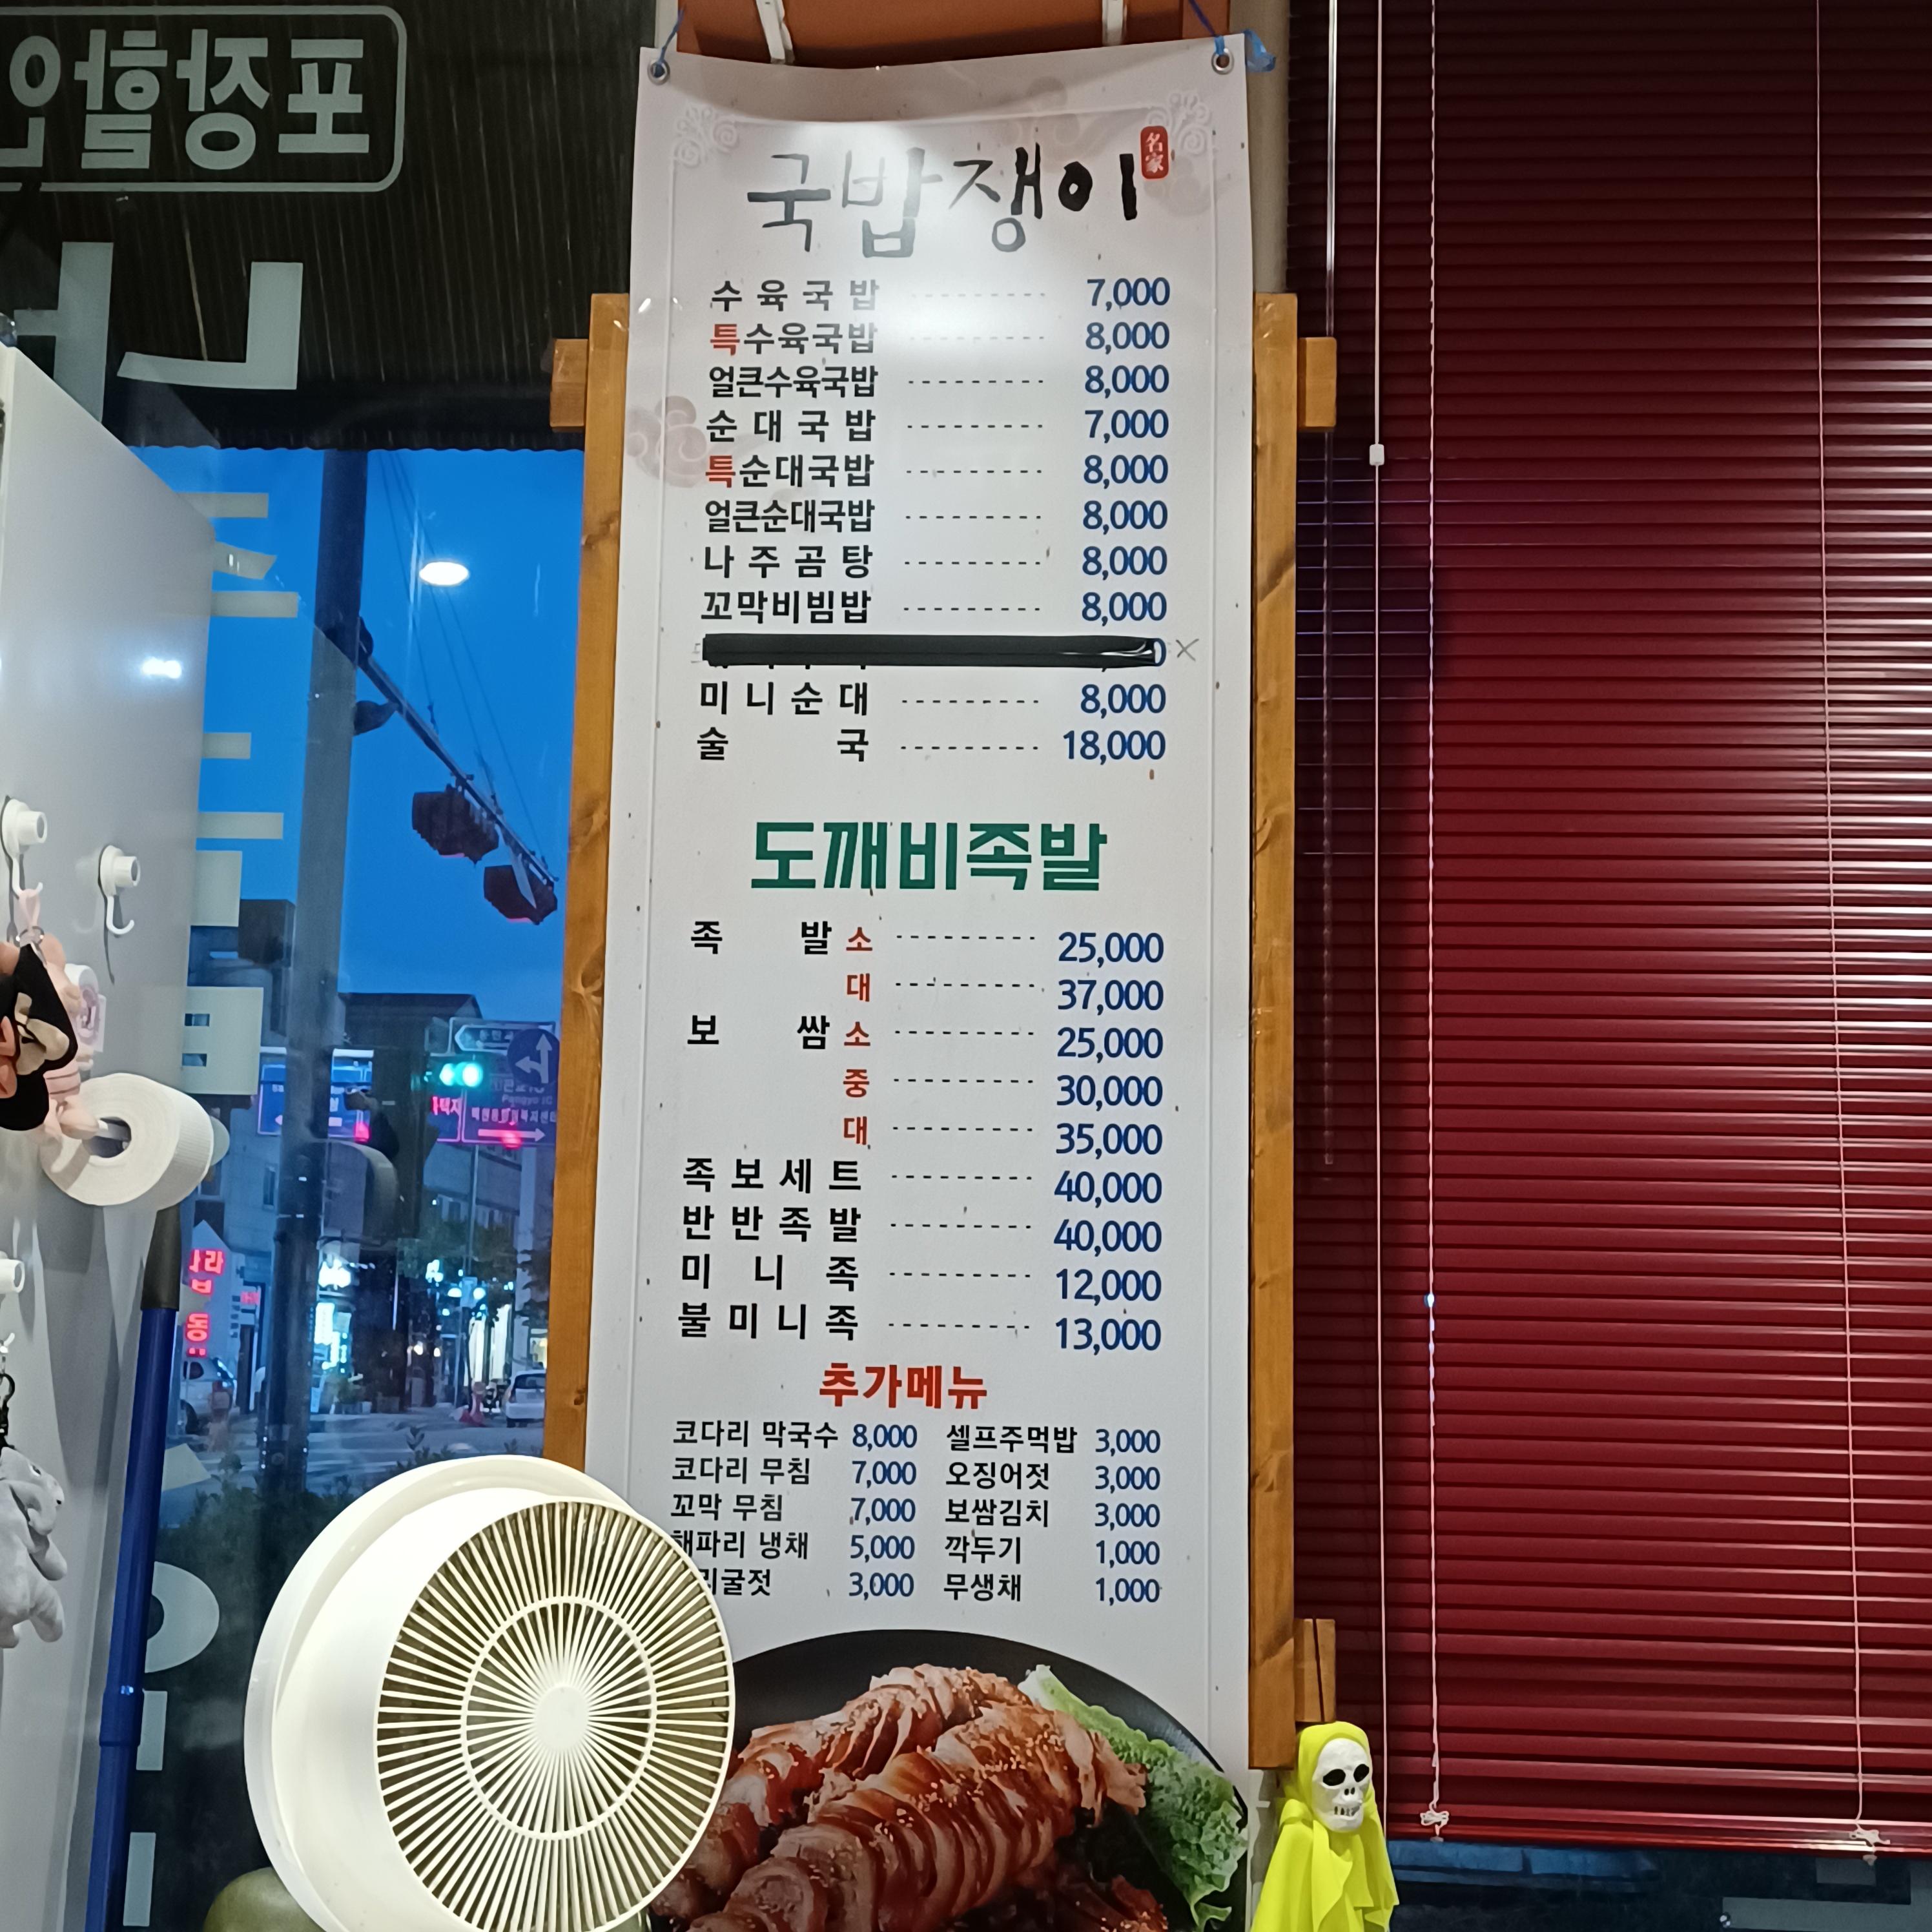 포장할인
국밥쟁이
名家
수육국밥 --------- 7,000
특수육국밥 --------- 8,000
얼큰수육국밥 --------- 8,000
순대국밥 --------- 7,000
특순대국밥 --------- 8,000
얼큰순대국밥 --------- 8,000
나주곰탕 --------- 8,000
꼬막비빔밥 --------- 8,000
미니순대 --------- 8,000
술국 --------- 18,000
도깨비족발
족발 소 --------- 25,000
대 --------- 37,000
보쌈 소 --------- 25,000
중 --------- 30,000
대 --------- 35,000
족보세트 --------- 40,000
반반족발 --------- 40,000
미니족 --------- 12,000
불미니족 --------- 13,000
추가메뉴
코다리 막국수 8,000 셀프주먹밥 3,000
코다리 무침 7,000 오징어젓 3,000
꼬막 무침 7,000 보쌈김치 3,000
해파리 냉채 5,000 깍두기 1,000
굴젓 3,000 무생채 1,000
Pangyo IC